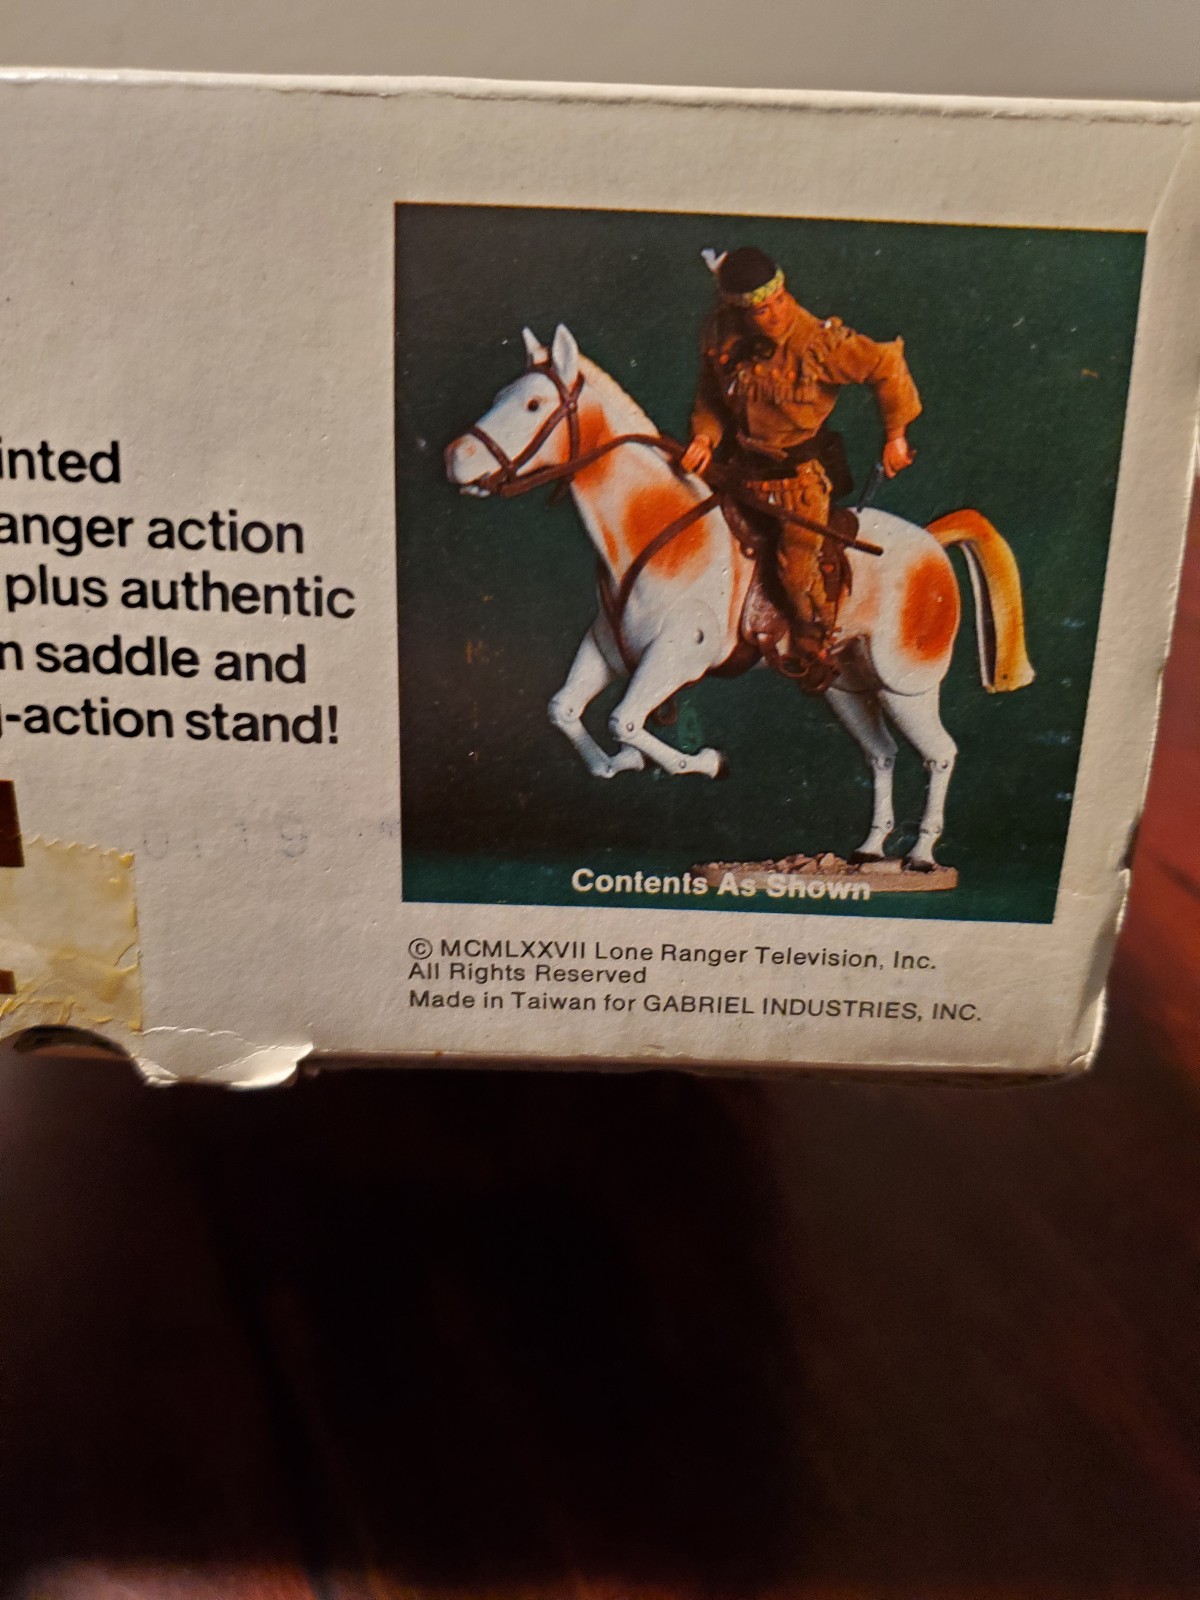 inted
anger action
plus authentic
n saddle and
-action stand!
Contents As Shown
© MCMLXXVII Lone Ranger Television, Inc.
All Rights Reserved
Made in Taiwan for GABRIEL INDUSTRIES, INC.